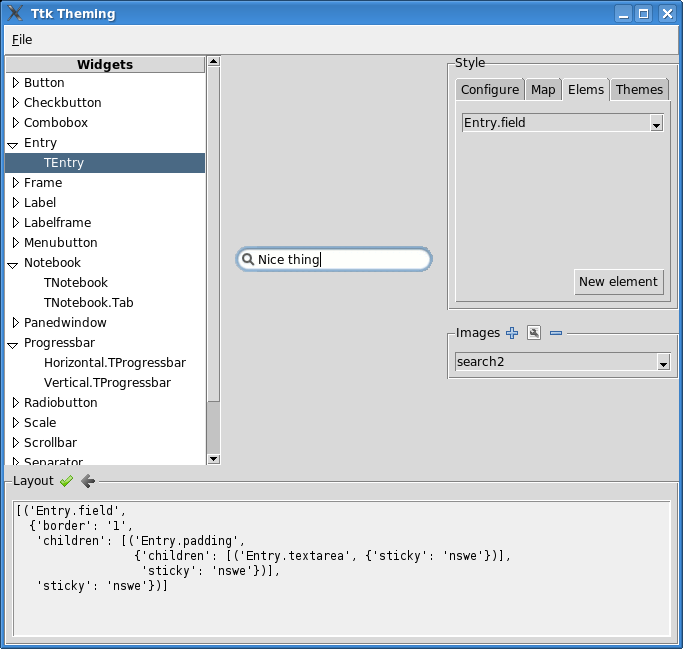 Ttk Theming
File
Widgets
Button
Checkbutton
Combobox
Entry
TEntry
Frame
Label
Labelframe
Menubutton
Notebook
TNotebook
TNotebook.Tab
Panedwindow
Progressbar
Horizontal.TProgressbar
Vertical.TProgressbar
Radiobutton
Scale
Scrollbar
Separator
Nice thing
Style
Configure Map Elems Themes
Entry.field
New element
Images
search2
Layout
[('Entry.field',
{'border': '1',
'children': [('Entry.padding',
{'children': [('Entry.textarea', {'sticky': 'nswe'})],
'sticky': 'nswe'})],
'sticky': 'nswe'})]